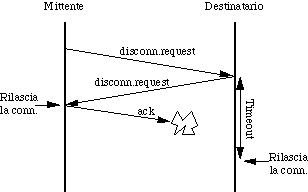 Mittente
Destinatario
disconn.request
disconn.request
Rilascia
la conn.
ack
Timeout
Rilascia
la conn.